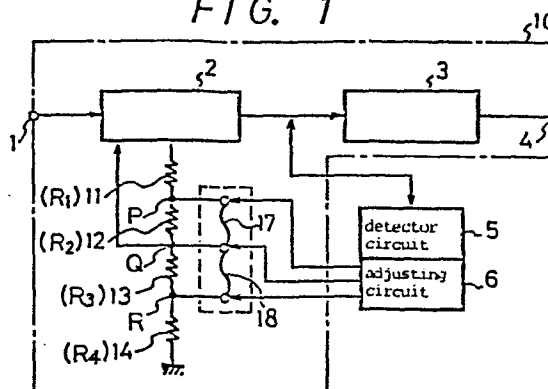 FIG. 1
10
2
3
1
4
(R1)11
P
17
(R2)12
detector circuit
5
Q
adjusting circuit
6
(R3)13
R
18
(R4)14